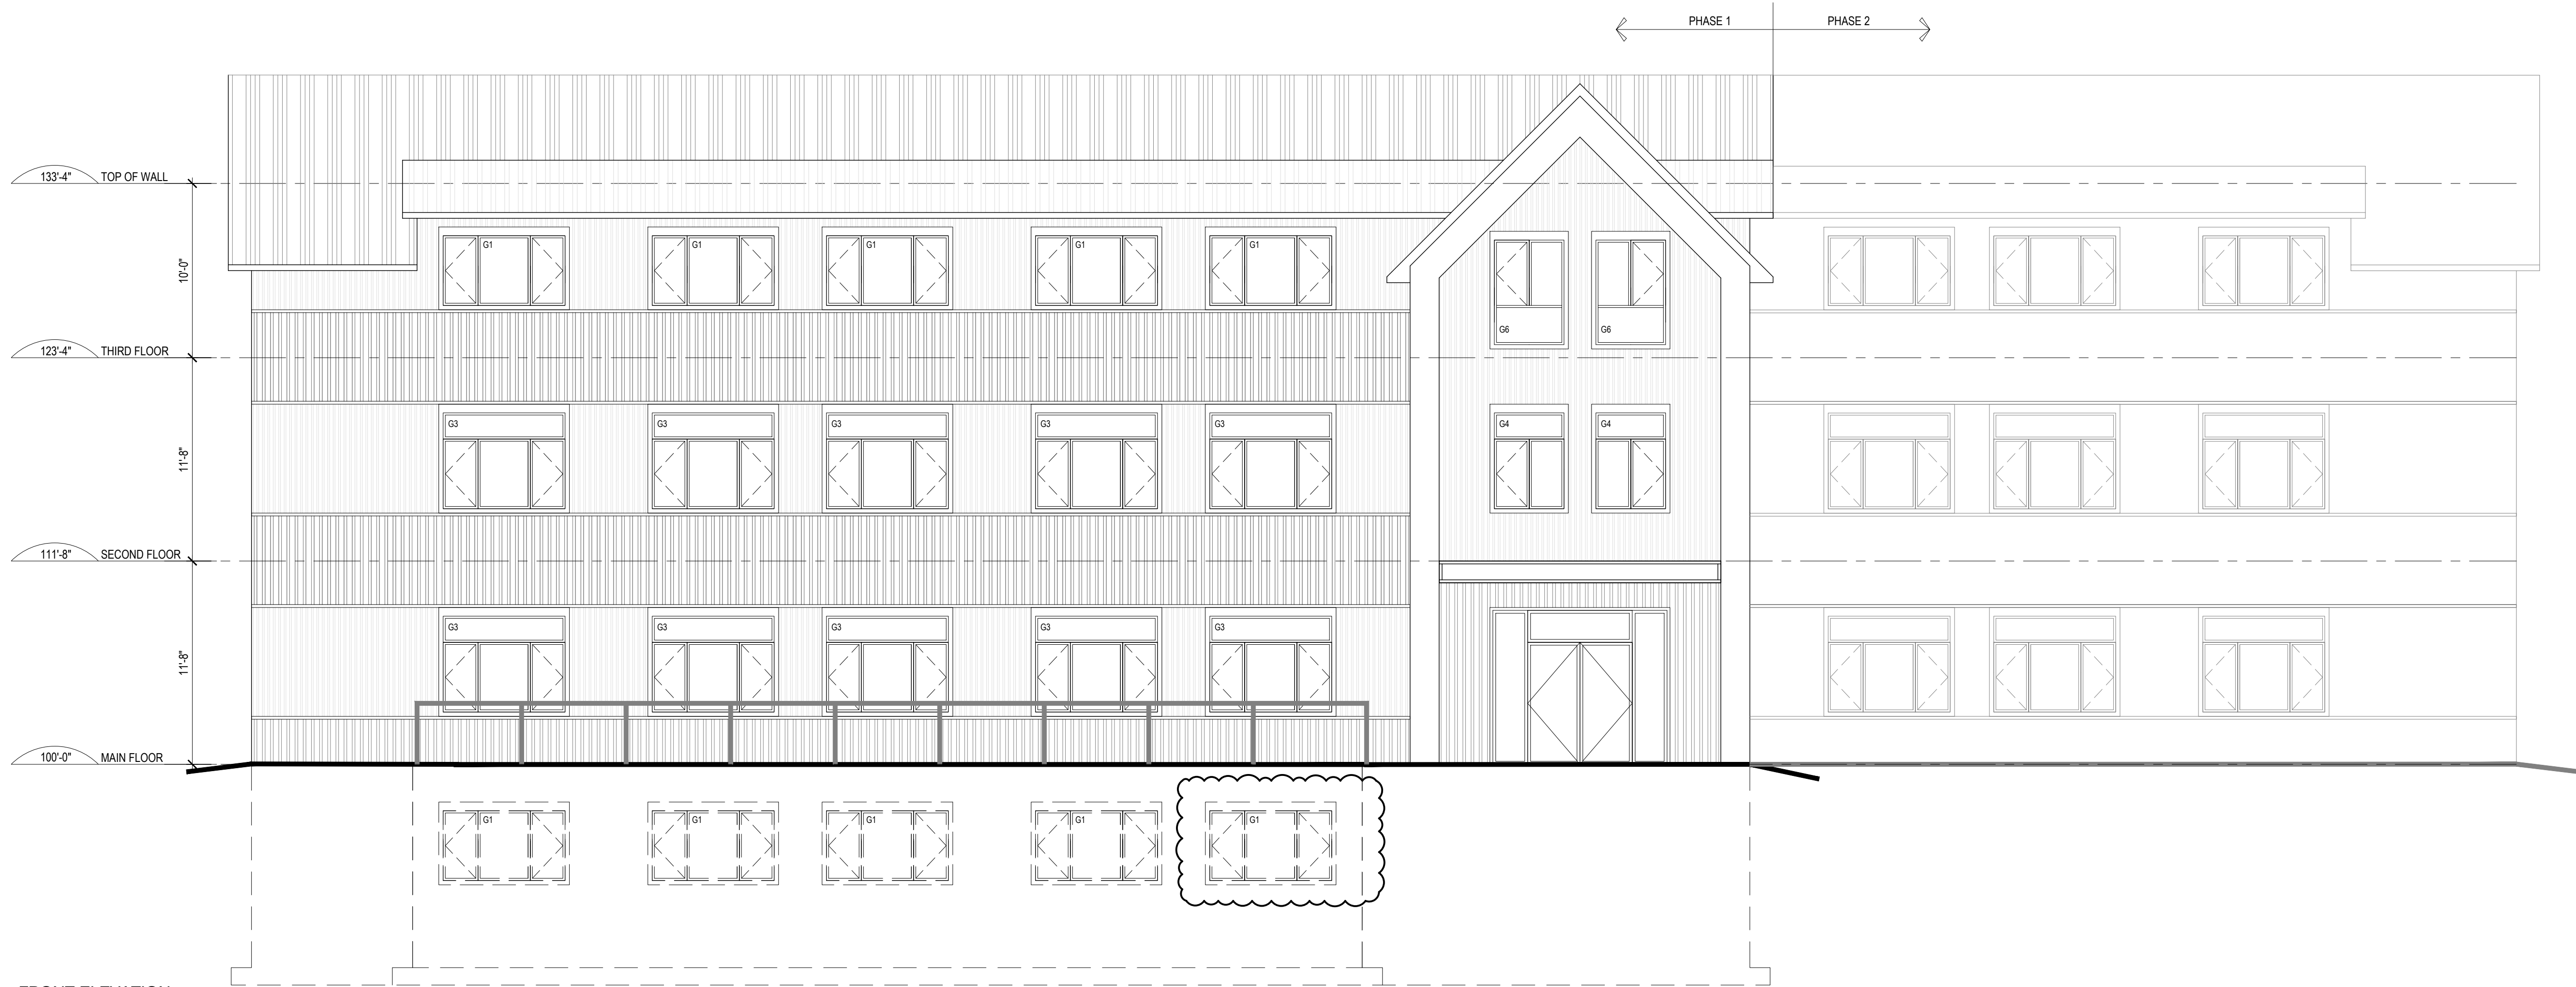 PHASE 1 PHASE 2
133'-4" TOP OF WALL
G1 G1 G1 G1 G1
10'-0"
G6 G6
123'-4" THIRD FLOOR
G3 G3 G3 G3 G3 G4 G4
11'-8"
111'-8" SECOND FLOOR
G3 G3 G3 G3 G3
11'-8"
100'-0" MAIN FLOOR
G1 G1 G1 G1 G1
FRONT ELEVATION